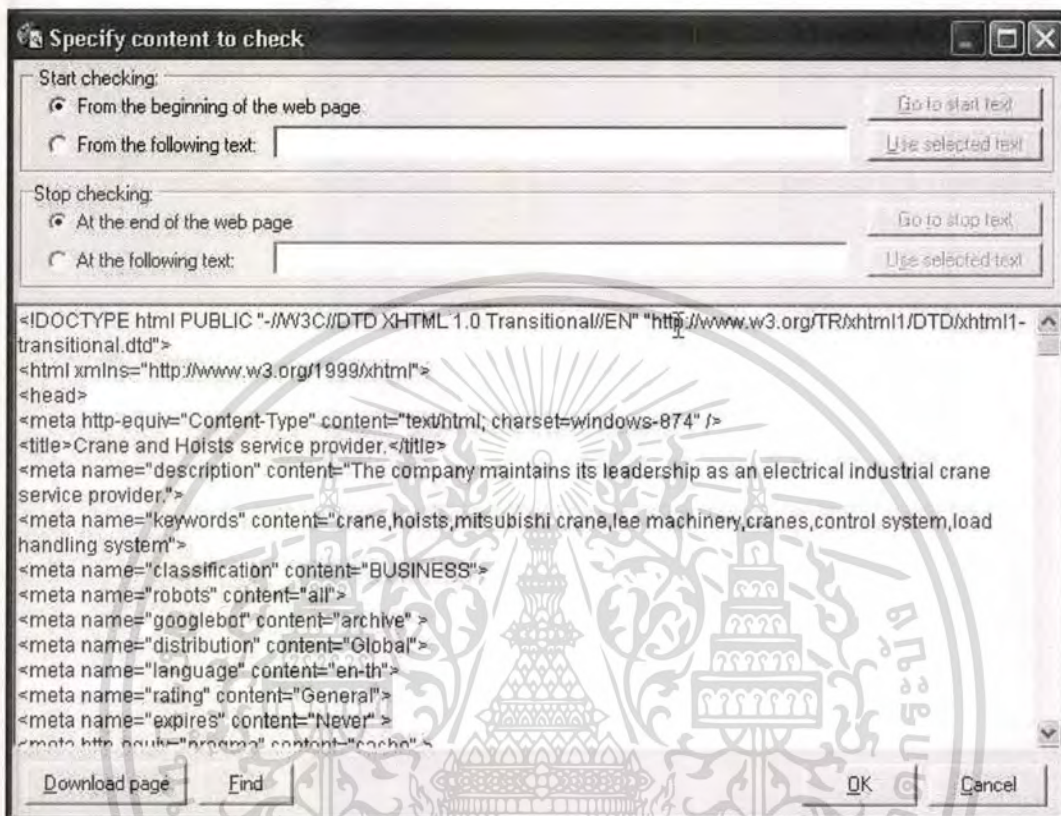 Specify content to check
Start checking:
From the beginning of the web page
Go to start text
From the following text:
Use selected text
Stop checking:
At the end of the web page
Go to stop text
At the following text:
Use selected text
<!DOCTYPE html PUBLIC "-//W3C//DTD XHTML 1.0 Transitional//EN" "http://www.w3.org/TR/xhtml1/DTD/xhtml1-
transitional.dtd">
<html xmlns="http://www.w3.org/1999/xhtml">
<head>
<meta http-equiv="Content-Type" content="text/html; charset=windows-874" />
<title>Crane and Hoists service provider.</title>
<meta name="description" content="The company maintains its leadership as an electrical industrial crane
service provider.">
<meta name="keywords" content="crane,hoists,mitsubishi crane,lee machinery,cranes,control system,load
handling system">
<meta name="classification" content="BUSINESS">
<meta name="robots" content="all">
<meta name="googlebot" content="archive" >
<meta name="distribution" content="Global">
<meta name="language" content="en-th">
<meta name="rating" content="General">
<meta name="expires" content="Never" >
<meta http-equiv="pragma" content="cache" >
Download page
Find
OK
Cancel